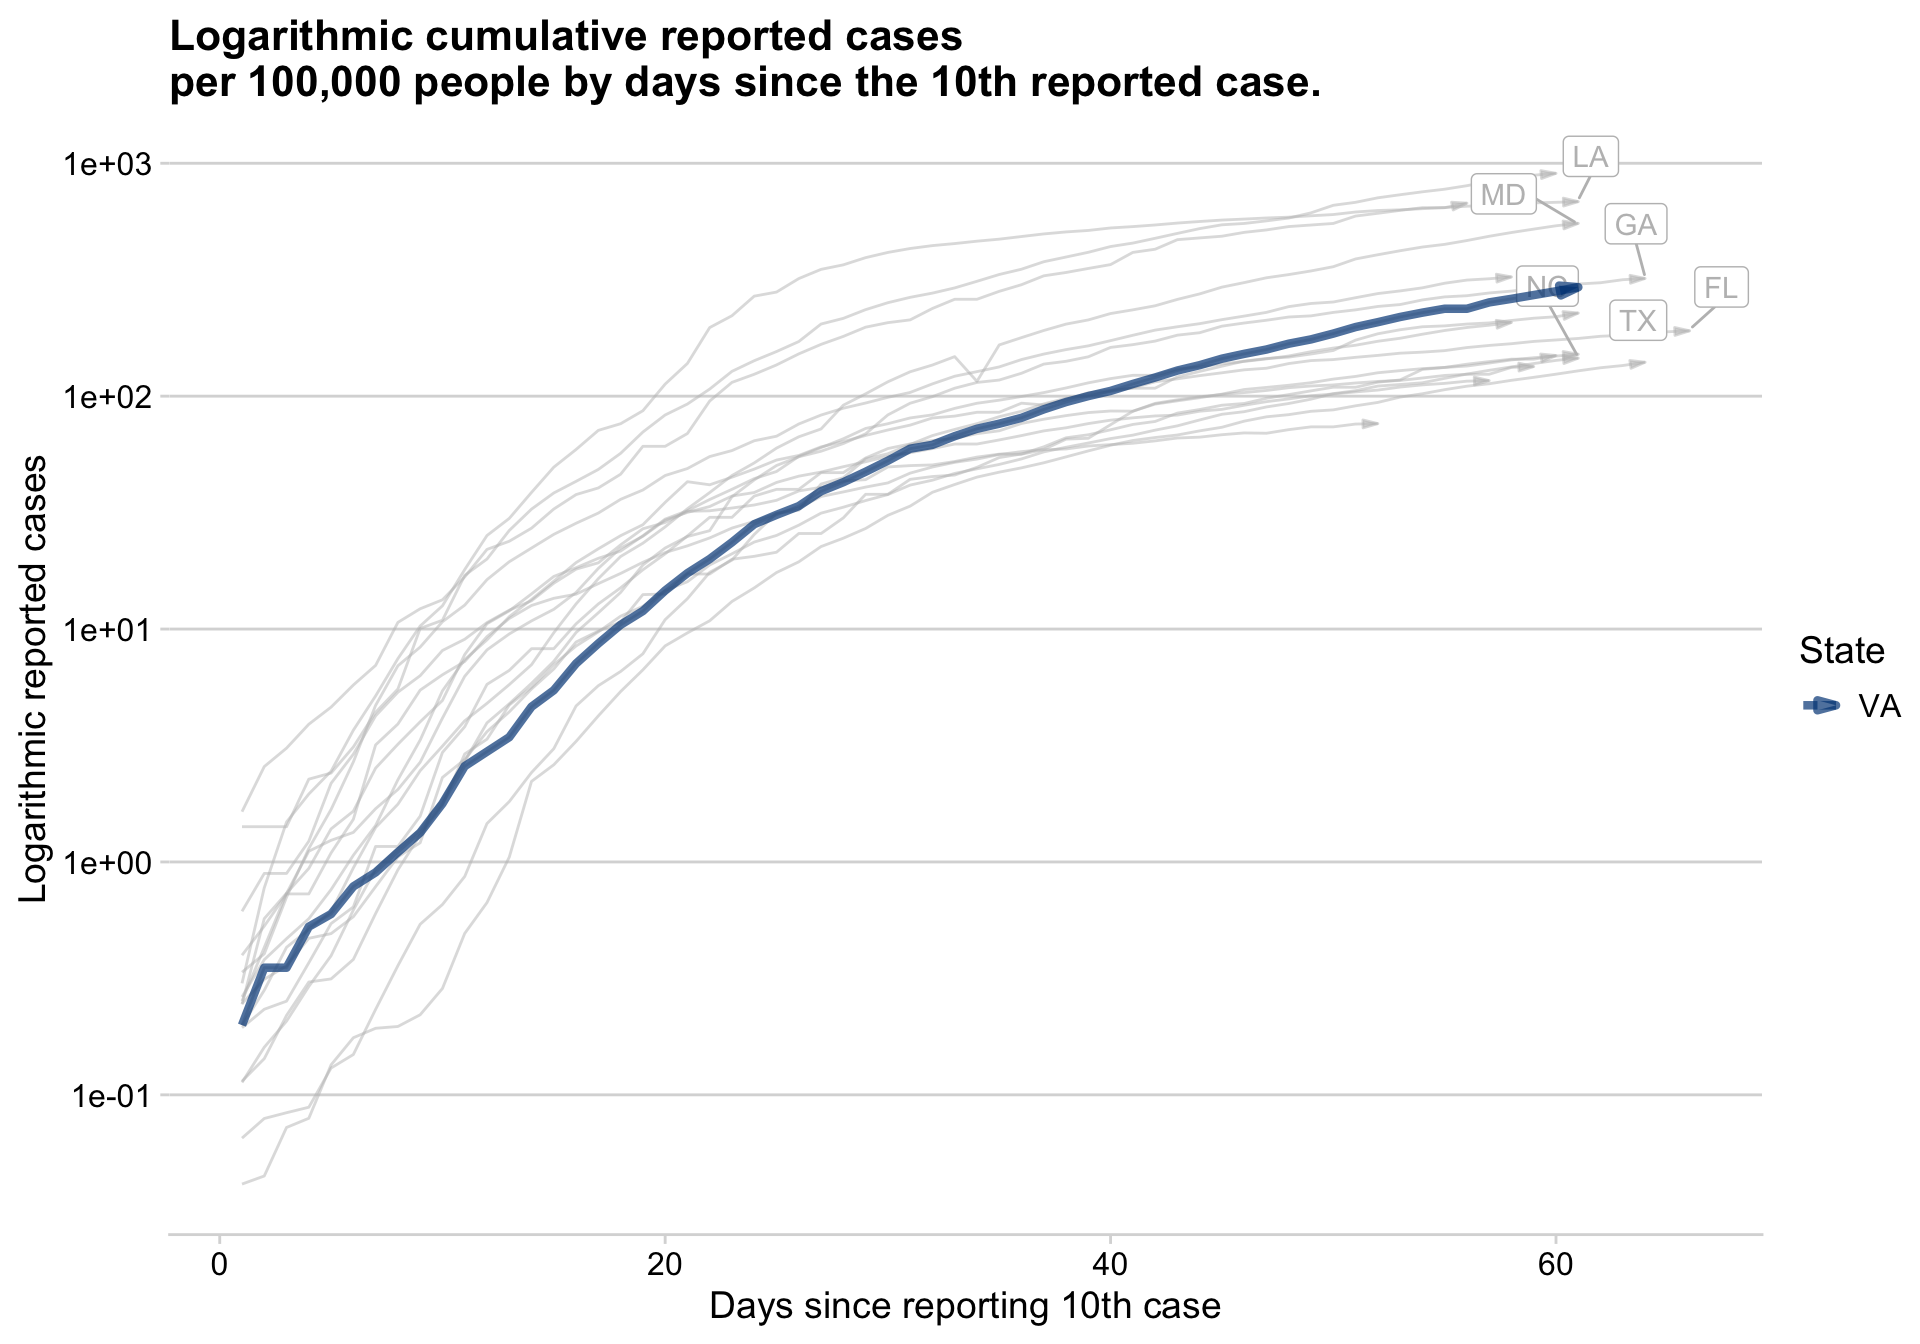 Logarithmic cumulative reported cases
per 100,000 people by days since the 10th reported case.
1e+03
LA
MD
GA
NC
FL
TX
1e+02
Logarithmic reported cases
1e+01
State
VA
1e+00
1e-01
0
20
40
60
Days since reporting 10th case